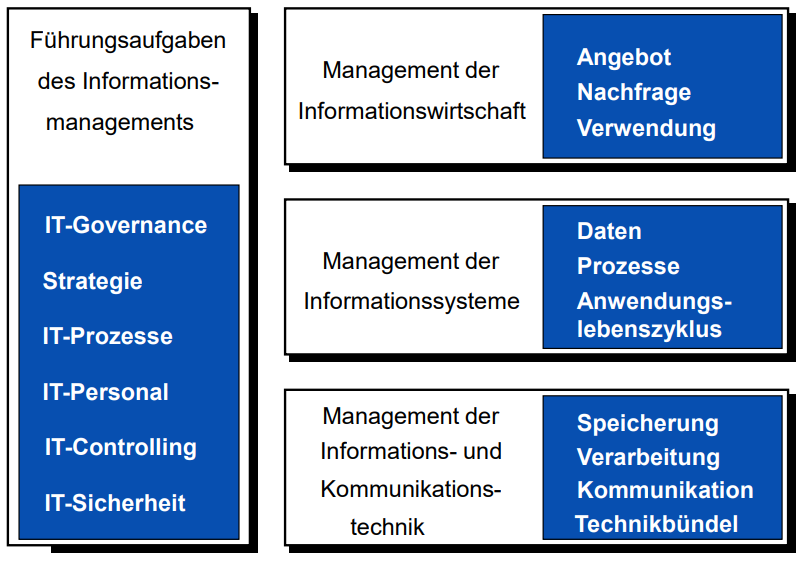 Führungsaufgaben
des Informations-
managements
IT-Governance
Strategie
IT-Prozesse
IT-Personal
IT-Controlling
IT-Sicherheit
Management der
Informationswirtschaft
Angebot
Nachfrage
Verwendung
Management der
Informationssysteme
Daten
Prozesse
Anwendungs-
lebenszyklus
Management der
Informations- und
Kommunikations-
technik
Speicherung
Verarbeitung
Kommunikation
Technikbündel